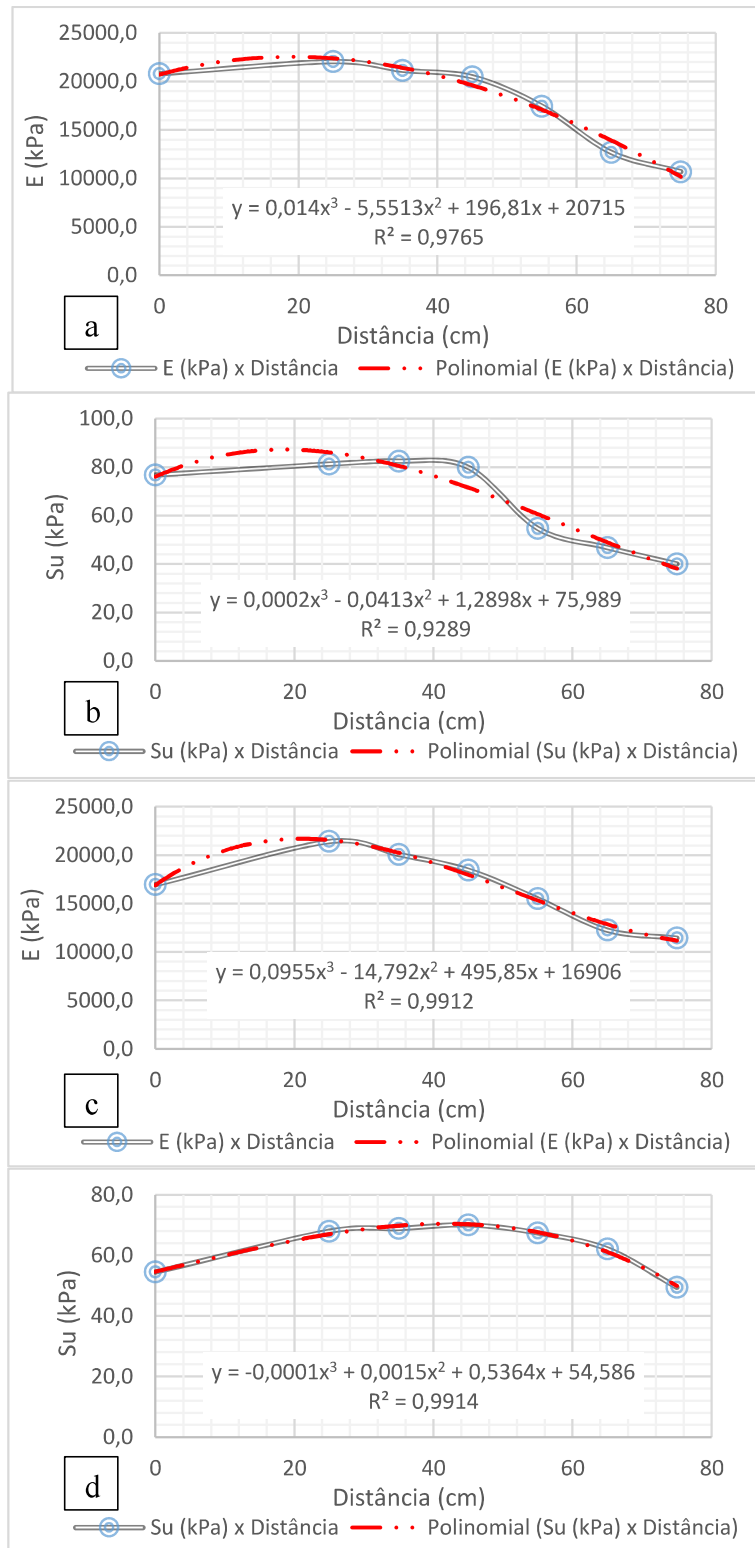 25000,0
20000,0
15000,0
10000,0
5000,0
0,0
E (kPa)
y = 0,014x³ - 5,5513x² + 196,81x + 20715
R² = 0,9765
0 20 40 60 80
a
Distância (cm)
E (kPa) x Distância Polinomial (E (kPa) x Distância)
100,0
80,0
60,0
40,0
20,0
0,0
Su (kPa)
y = 0,0002x³ - 0,0413x² + 1,2898x + 75,989
R² = 0,9289
0 20 40 60 80
b
Distância (cm)
Su (kPa) x Distância Polinomial (Su (kPa) x Distância)
25000,0
20000,0
15000,0
10000,0
5000,0
0,0
E (kPa)
y = 0,0955x³ - 14,792x² + 495,85x + 16906
R² = 0,9912
0 20 40 60 80
c
Distância (cm)
E (kPa) x Distância Polinomial (E (kPa) x Distância)
80,0
60,0
40,0
20,0
0,0
Su (kPa)
y = -0,0001x³ + 0,0015x² + 0,5364x + 54,586
R² = 0,9914
0 20 40 60 80
d
Distância (cm)
Su (kPa) x Distância Polinomial (Su (kPa) x Distância)